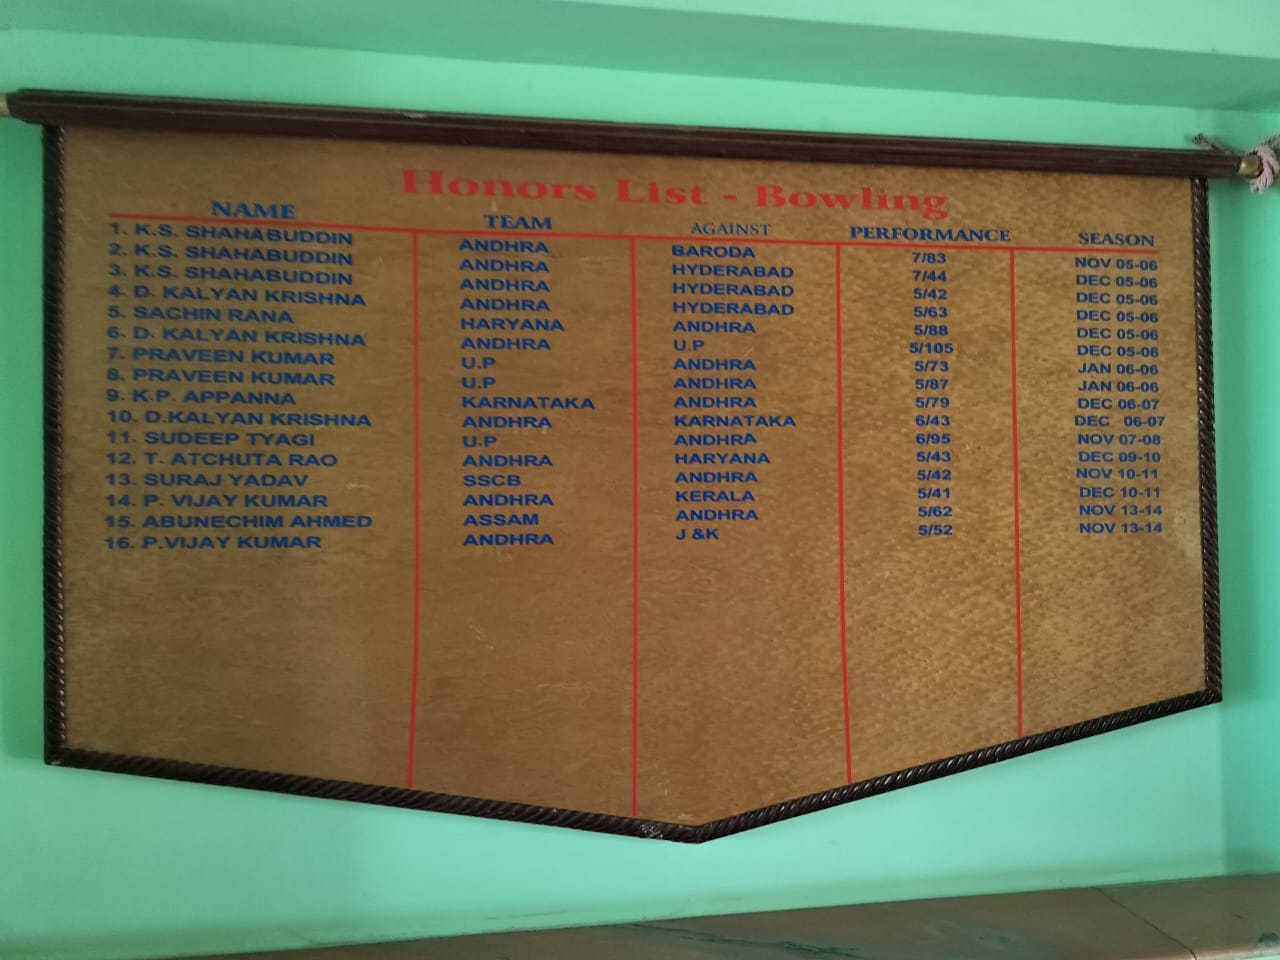 Honors List - Bowling
NAME TEAM AGAINST PERFORMANCE SEASON
1. K.S. SHAHABUDDIN ANDHRA BARODA 7/83 NOV 05-06
2. K.S. SHAHABUDDIN ANDHRA HYDERABAD 7/44 DEC 05-06
3. K.S. SHAHABUDDIN ANDHRA HYDERABAD 5/42 DEC 05-06
4. D. KALYAN KRISHNA ANDHRA HYDERABAD 5/63 DEC 05-06
5. SACHIN RANA HARYANA ANDHRA 5/88 DEC 05-06
6. D. KALYAN KRISHNA ANDHRA U.P 5/105 DEC 05-06
7. PRAVEEN KUMAR U.P ANDHRA 5/73 JAN 06-06
8. PRAVEEN KUMAR U.P ANDHRA 5/87 JAN 06-06
9. K.P. APPANNA KARNATAKA ANDHRA 5/79 DEC 06-07
10. D.KALYAN KRISHNA ANDHRA KARNATAKA 6/43 DEC 06-07
11. SUDEEP TYAGI U.P ANDHRA 6/95 NOV 07-08
12. T. ATCHUTA RAO ANDHRA HARYANA 5/43 DEC 09-10
13. SURAJ YADAV SSCB ANDHRA 5/42 NOV 10-11
14. P. VIJAY KUMAR ANDHRA KERALA 5/41 DEC 10-11
15. ABUNECHIM AHMED ASSAM ANDHRA 5/62 NOV 13-14
16. P.VIJAY KUMAR ANDHRA J &K 5/52 NOV 13-14